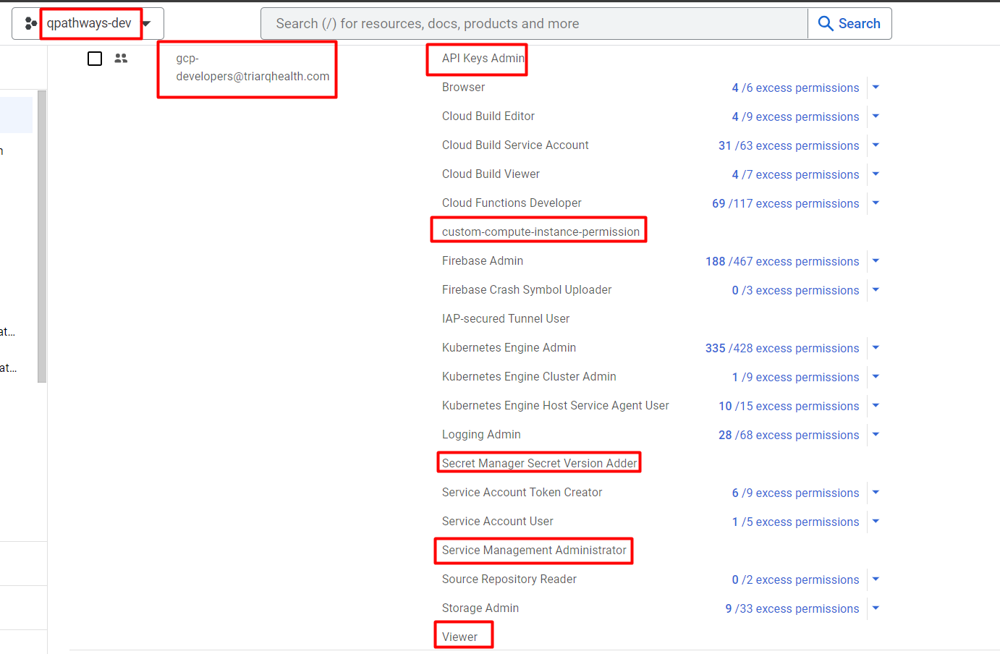 qpathways-dev
Search (/) for resources, docs, products and more
Search
gcp-
developers@triarqhealth.com
API Keys Admin
Browser 4 /6 excess permissions
Cloud Build Editor 4 /9 excess permissions
Cloud Build Service Account 31 /63 excess permissions
Cloud Build Viewer 4 /7 excess permissions
Cloud Functions Developer 69 /117 excess permissions
custom-compute-instance-permission
Firebase Admin 188 /467 excess permissions
Firebase Crash Symbol Uploader 0 /3 excess permissions
IAP-secured Tunnel User
at...
Kubernetes Engine Admin 335 /428 excess permissions
at...
Kubernetes Engine Cluster Admin 1 /9 excess permissions
Kubernetes Engine Host Service Agent User 10 /15 excess permissions
Logging Admin 28 /68 excess permissions
Secret Manager Secret Version Adder
Service Account Token Creator 6 /9 excess permissions
Service Account User 1 /5 excess permissions
Service Management Administrator
Source Repository Reader 0 /2 excess permissions
Storage Admin 9 /33 excess permissions
Viewer